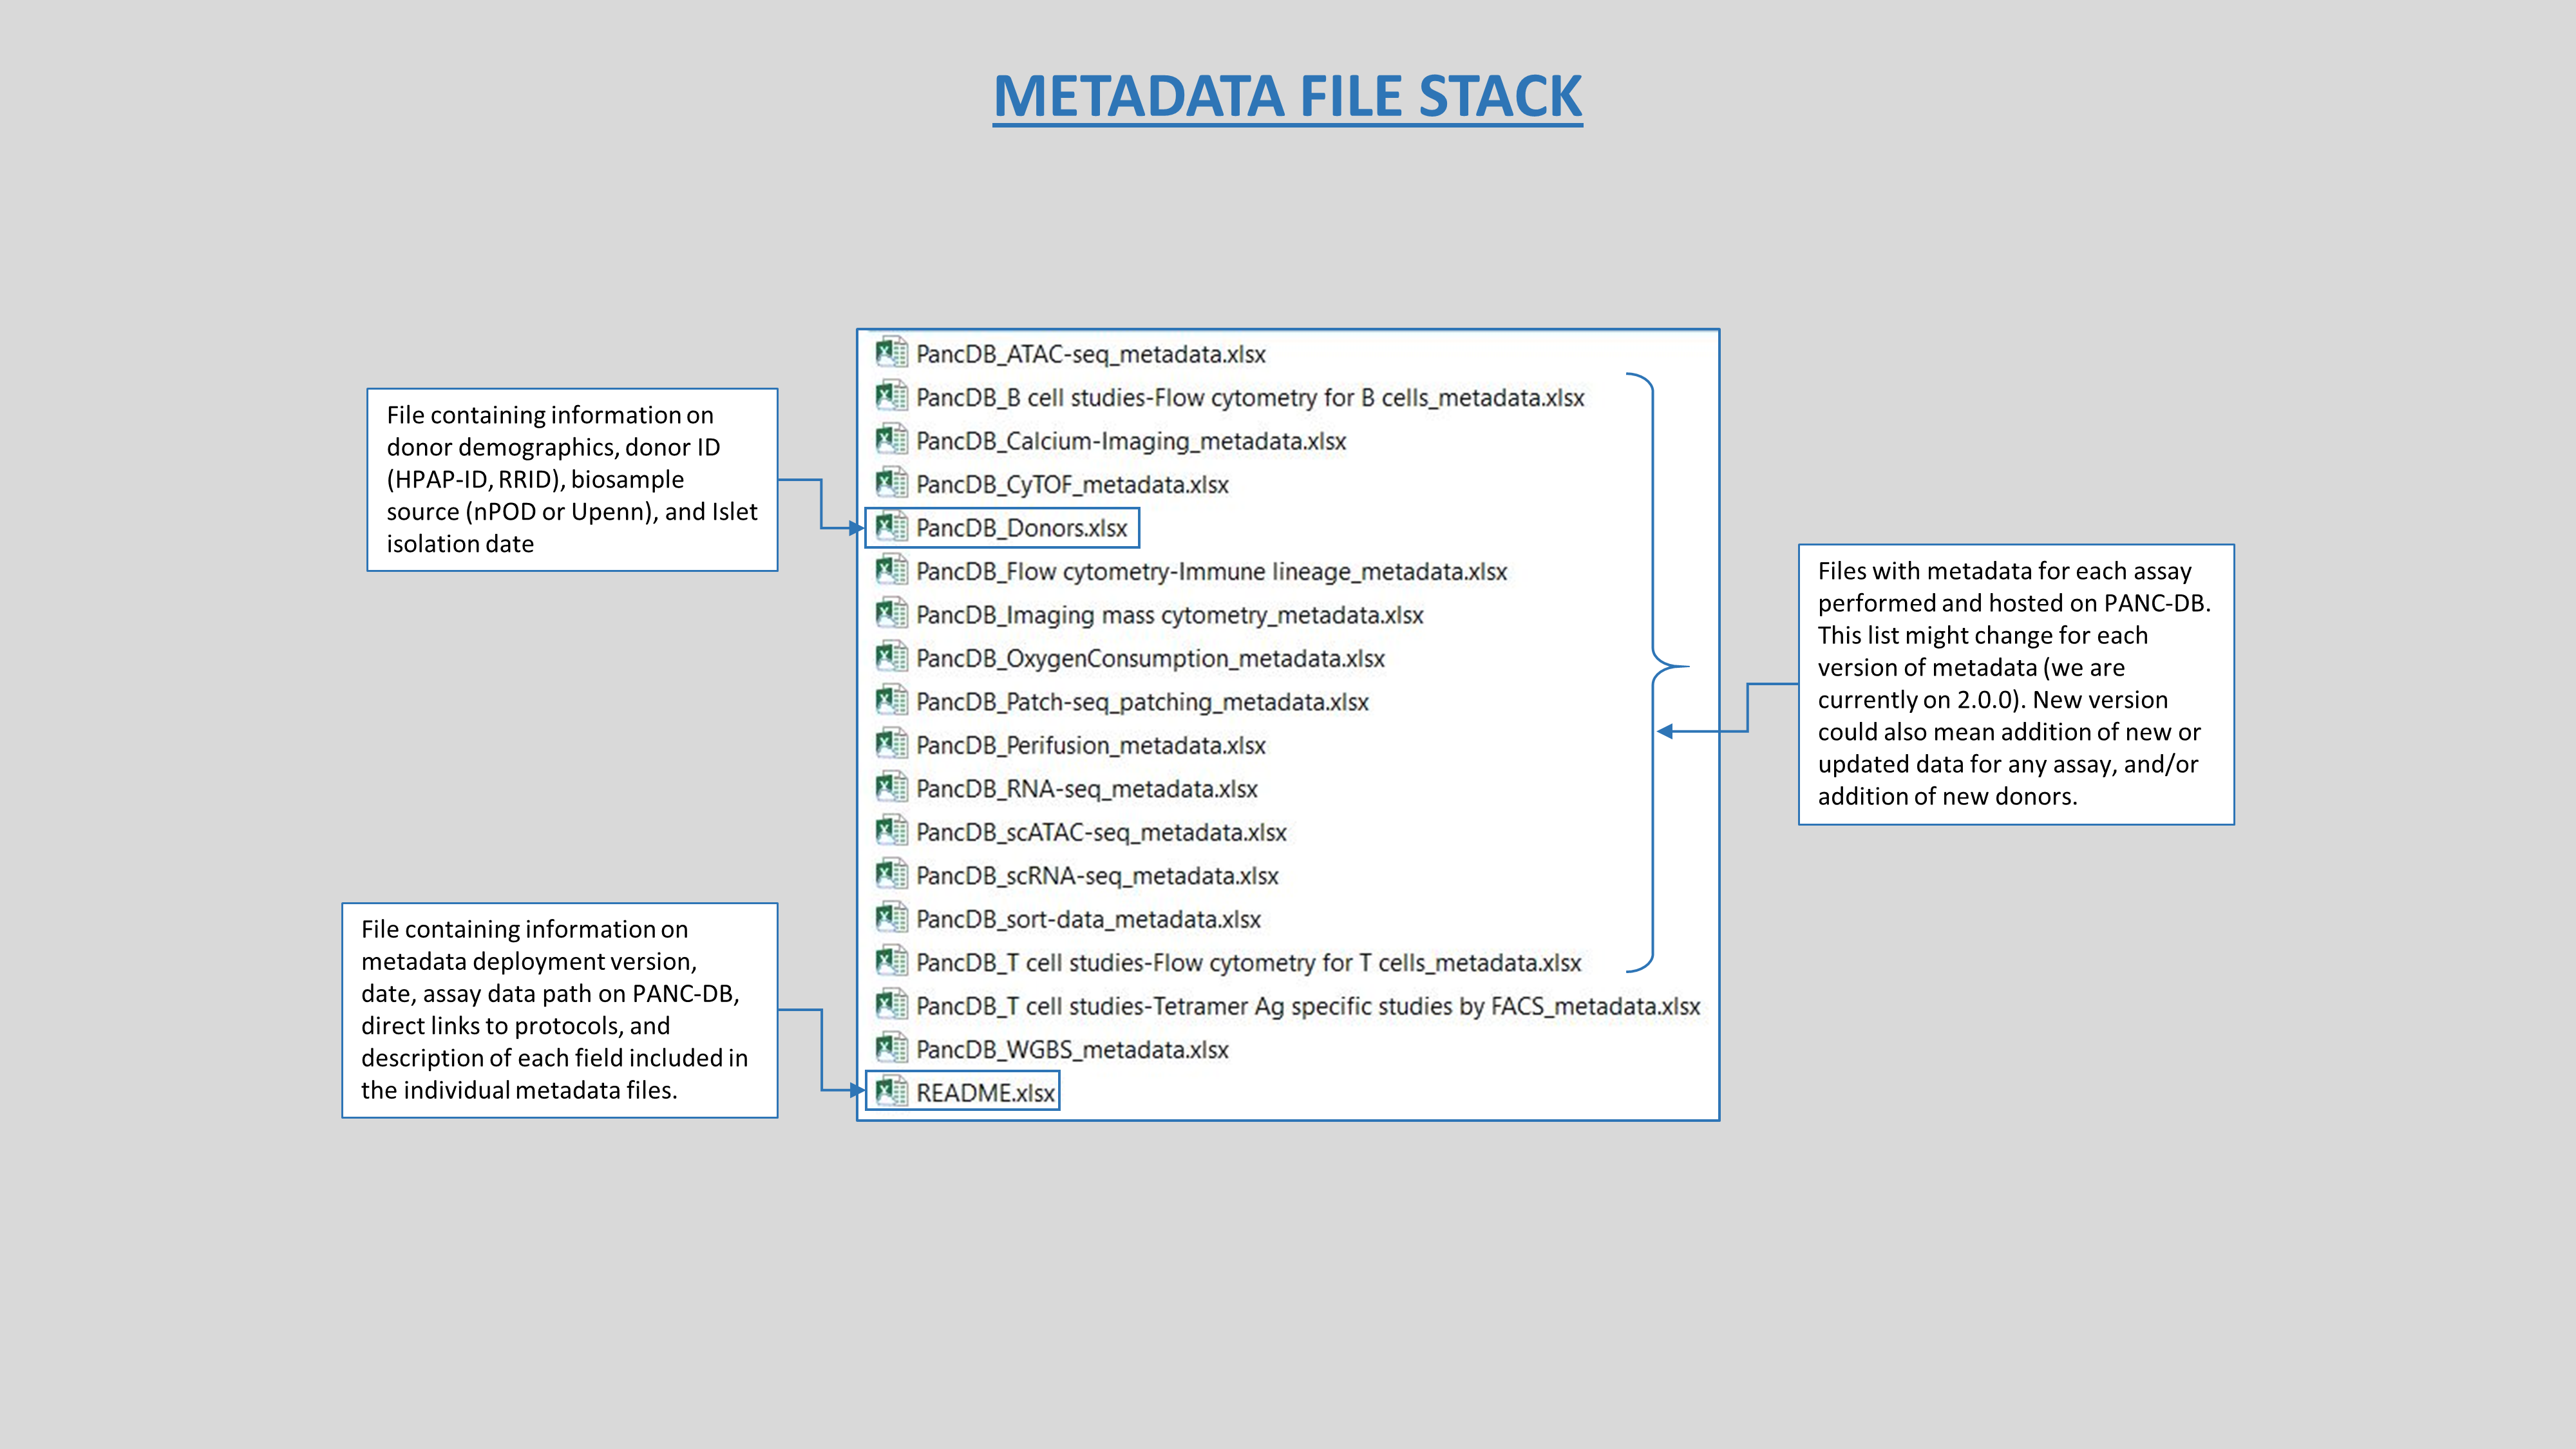 METADATA FILE STACK
File containing information on
donor demographics, donor ID
(HPAP-ID, RRID), biosample
source (nPOD or Upenn), and Islet
isolation date
File containing information on
metadata deployment version,
date, assay data path on PANC-DB,
direct links to protocols, and
description of each field included in
the individual metadata files.
PancDB_ATAC-seq_metadata.xlsx
PancDB_B cell studies-Flow cytometry for B cells_metadata.xlsx
PancDB_Calcium-Imaging_metadata.xlsx
PancDB_CyTOF_metadata.xlsx
PancDB_Donors.xlsx
PancDB_Flow cytometry-Immune lineage_metadata.xlsx
PancDB_Imaging mass cytometry_metadata.xlsx
PancDB_OxygenConsumption_metadata.xlsx
PancDB_Patch-seq_patching_metadata.xlsx
PancDB_Perifusion_metadata.xlsx
PancDB_RNA-seq_metadata.xlsx
PancDB_scATAC-seq_metadata.xlsx
PancDB_scRNA-seq_metadata.xlsx
PancDB_sort-data_metadata.xlsx
PancDB_T cell studies-Flow cytometry for T cells_metadata.xlsx
PancDB_T cell studies-Tetramer Ag specific studies by FACS_metadata.xlsx
PancDB_WGBS_metadata.xlsx
README.xlsx
Files with metadata for each assay
performed and hosted on PANC-DB.
This list might change for each
version of metadata (we are
currently on 2.0.0). New version
could also mean addition of new or
updated data for any assay, and/or
addition of new donors.